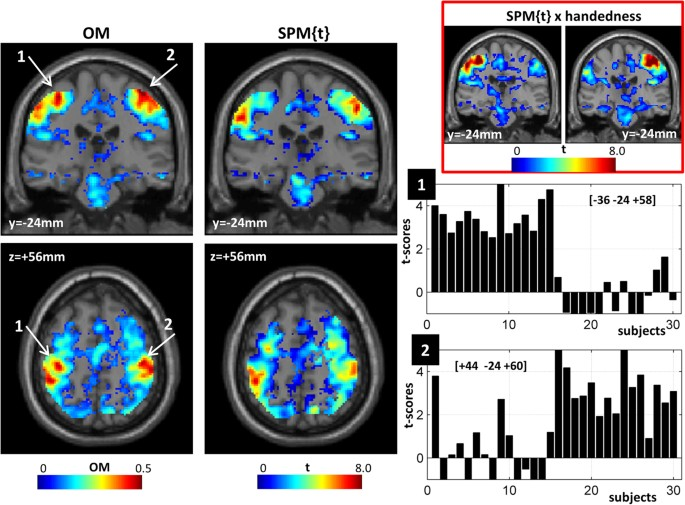 OM
SPM{t}
SPM{t} x handedness
1
2
y=-24mm
y=-24mm
y=-24mm
y=-24mm
0
t
8.0
z=+56mm
z=+56mm
1
2
0
OM
0.5
0
t
8.0
1
[-36 -24 +58]
t-scores
4
2
0
0
10
20
30
subjects
2
[+44 -24 +60]
t-scores
4
2
0
0
10
20
30
subjects